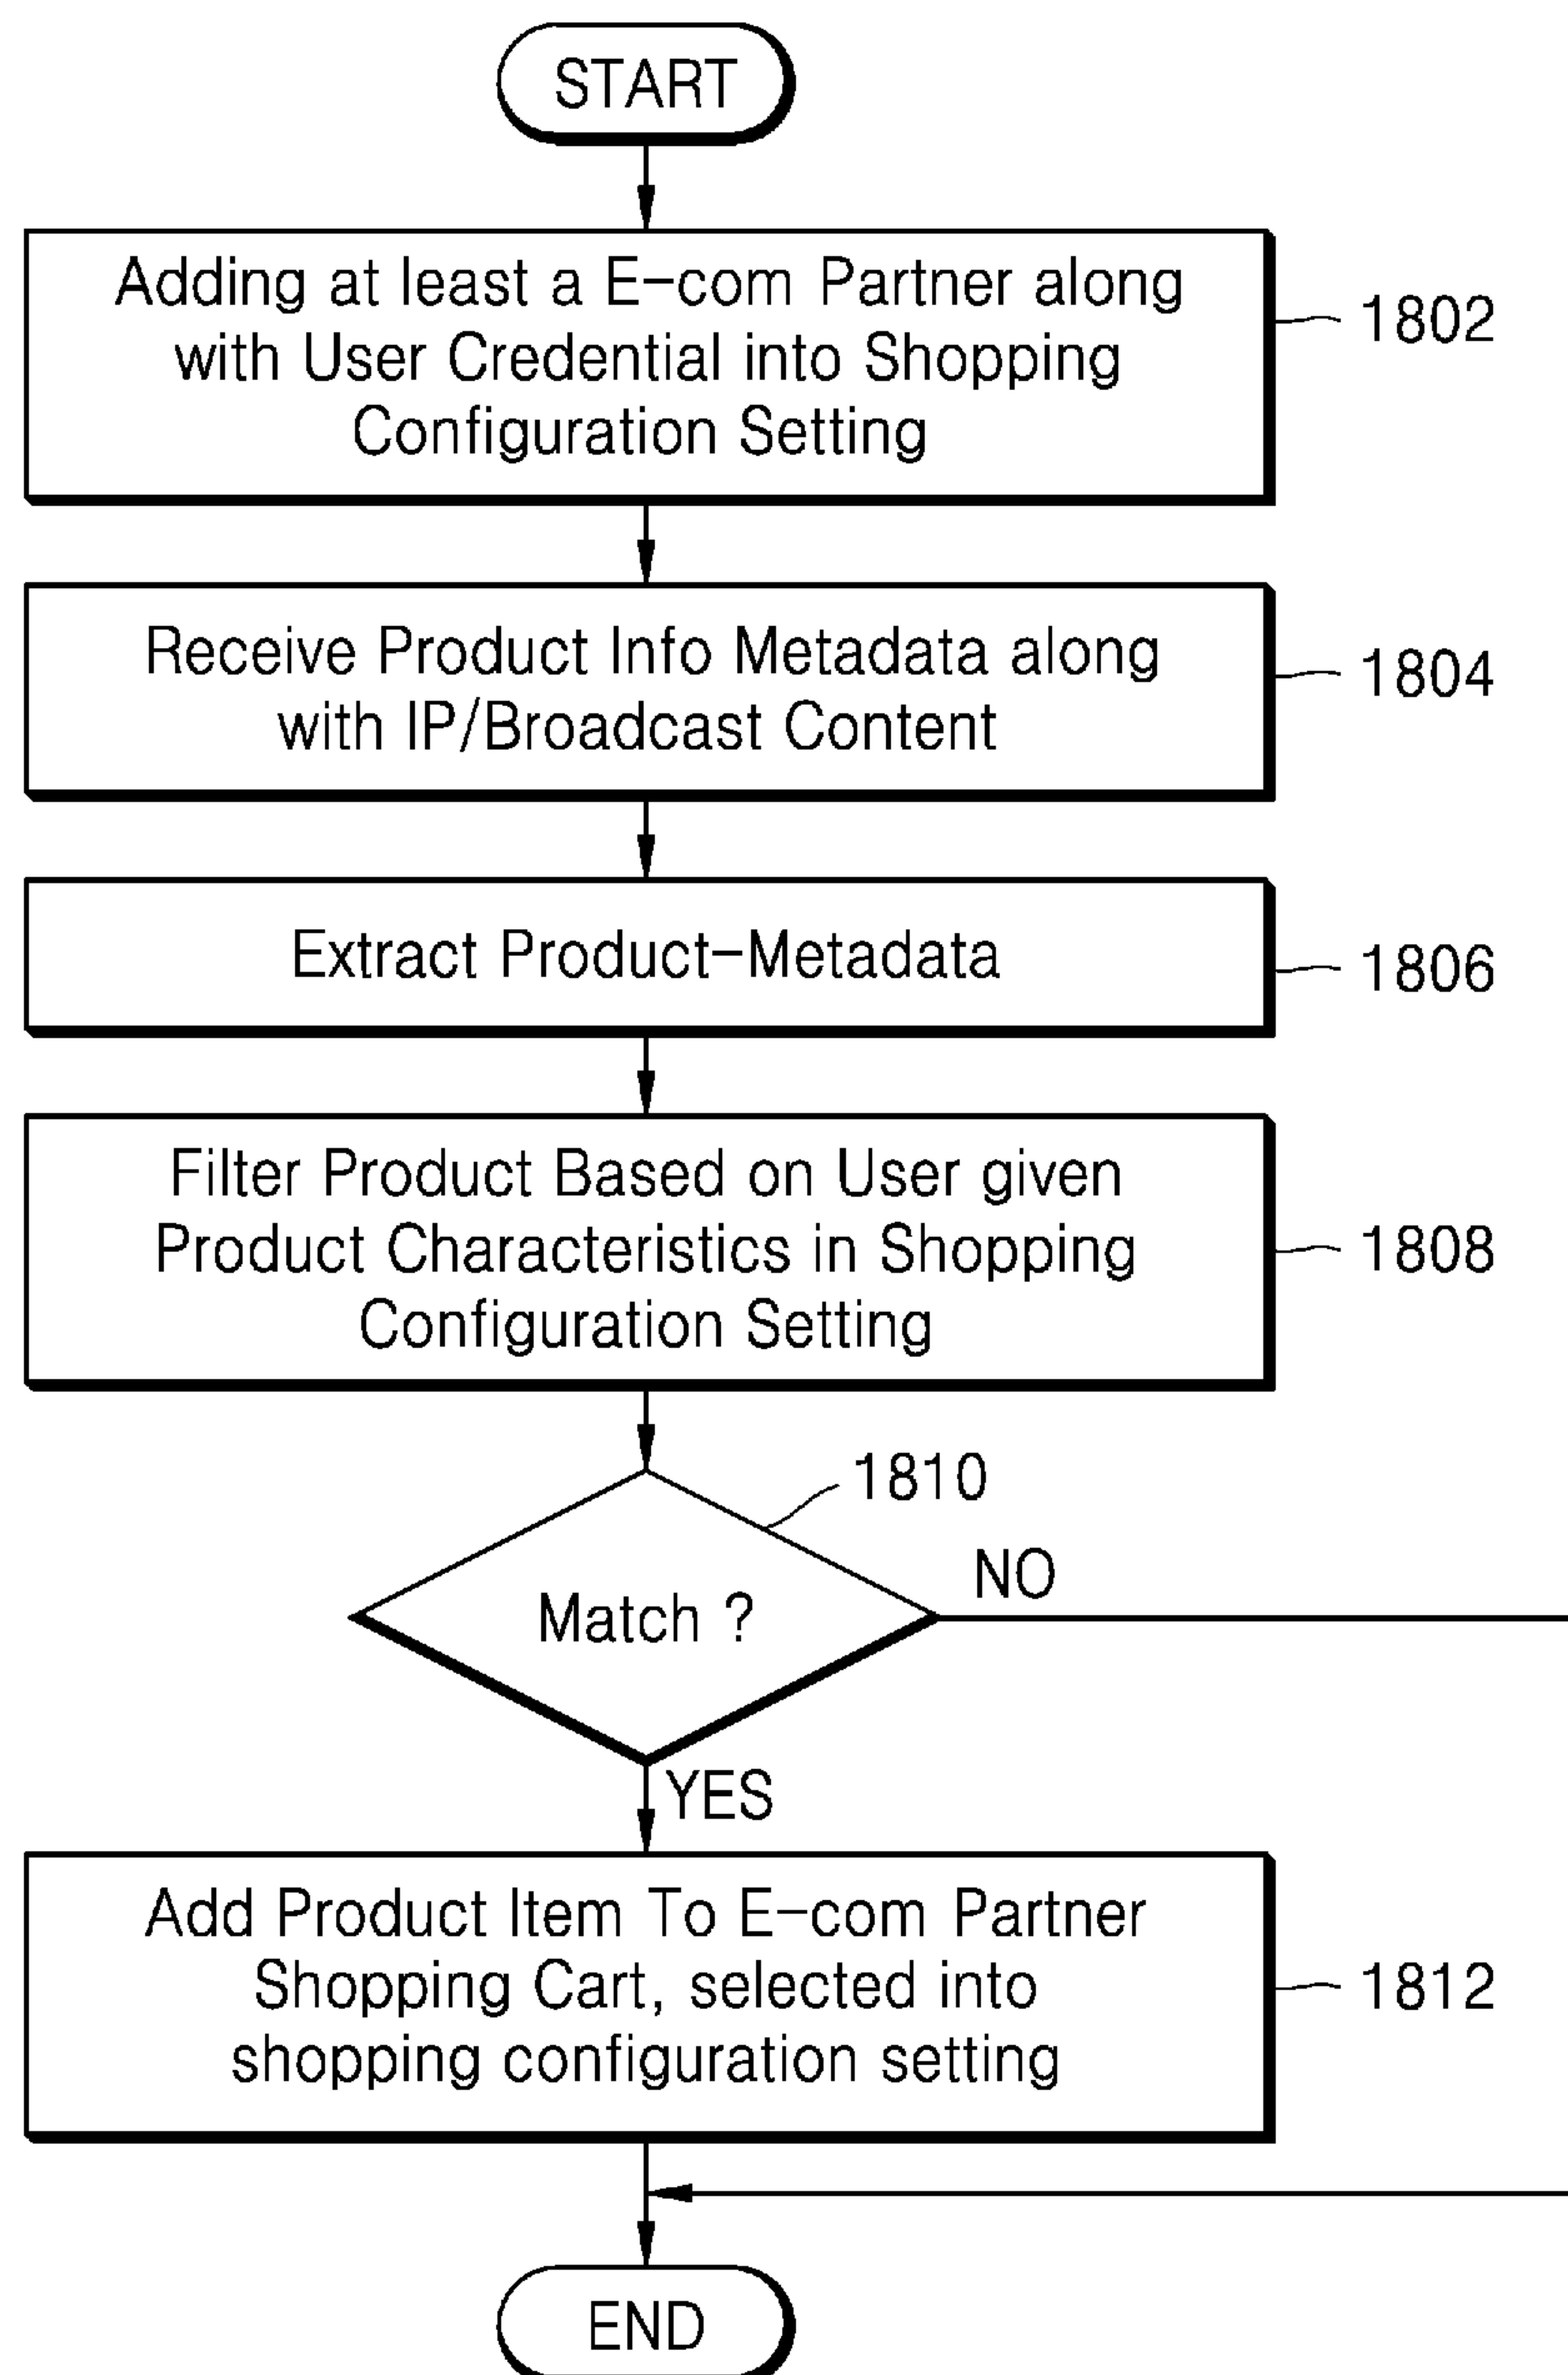 START
Adding at least a E-com Partner along
with User Credential into Shopping
Configuration Setting
1802
Receive Product Info Metadata along
with IP/Broadcast Content
1804
Extract Product-Metadata
1806
Filter Product Based on User given
Product Characteristics in Shopping
Configuration Setting
1808
1810
Match ?
NO
YES
Add Product Item To E-com Partner
Shopping Cart, selected into
shopping configuration setting
1812
END